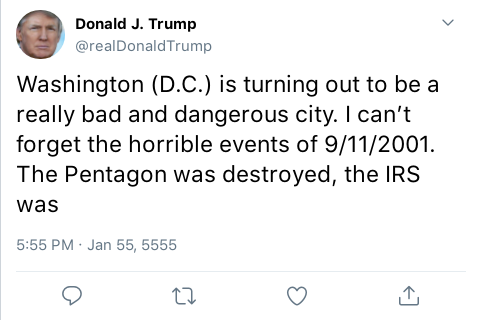 Donald J. Trump
@realDonaldTrump
Washington (D.C.) is turning out to be a
really bad and dangerous city. I can’t
forget the horrible events of 9/11/2001.
The Pentagon was destroyed, the IRS
was
5:55 PM · Jan 55, 5555